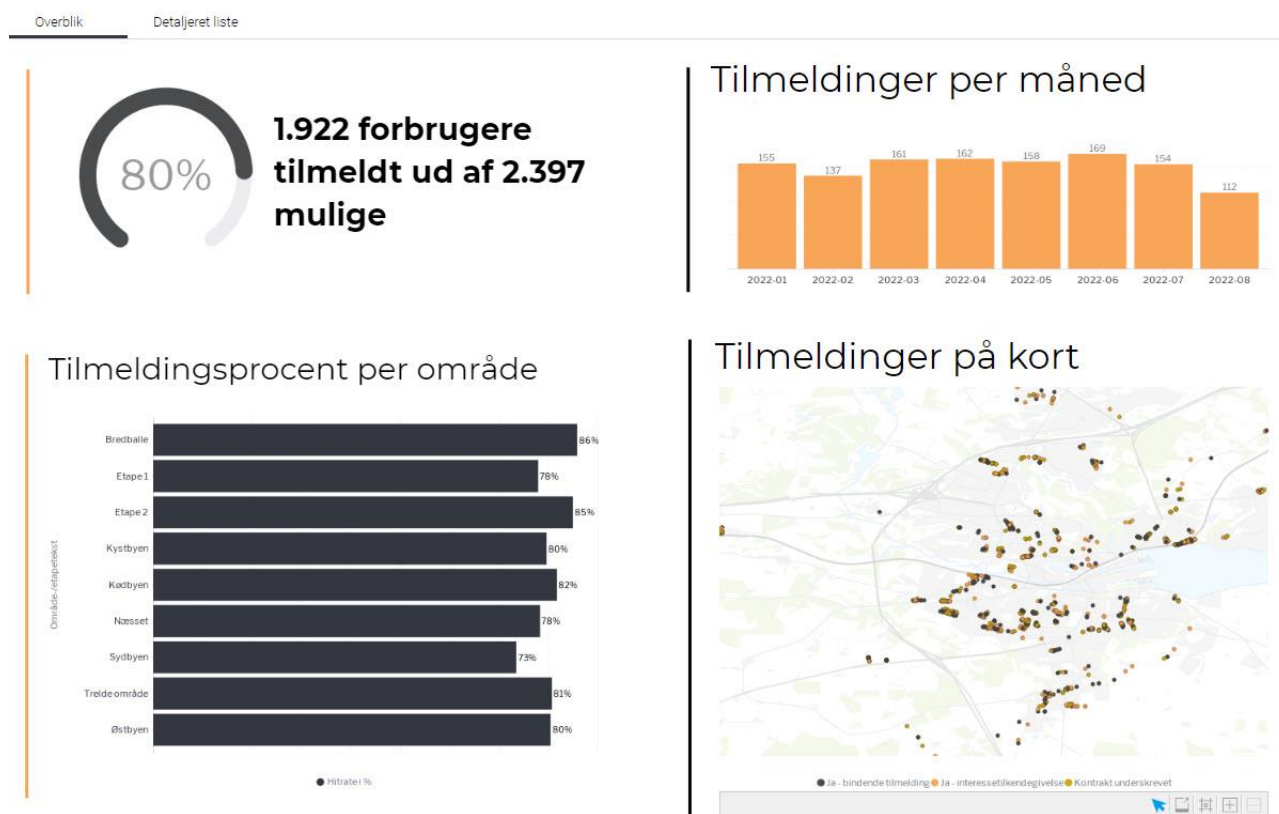 Overblik
Detaljeret liste
80%
1.922 forbrugere
tilmeldt ud af 2.397
mulige
Tilmeldinger per måned
155
137
161
162
158
169
154
112
2022-01
2022-02
2022-03
2022-04
2022-05
2022-06
2022-07
2022-08
Tilmeldingsprocent per område
Område-/etapetekst
Bredballe
86%
Etape 1
78%
Etape 2
85%
Kystbyen
80%
Kødbyen
82%
Næsset
78%
Sydbyen
73%
Trelde område
81%
Østbyen
80%
Hitrate i %
Tilmeldinger på kort
Ja - bindende tilmelding
Ja - interessetilkendegivelse
Kontrakt underskrevet